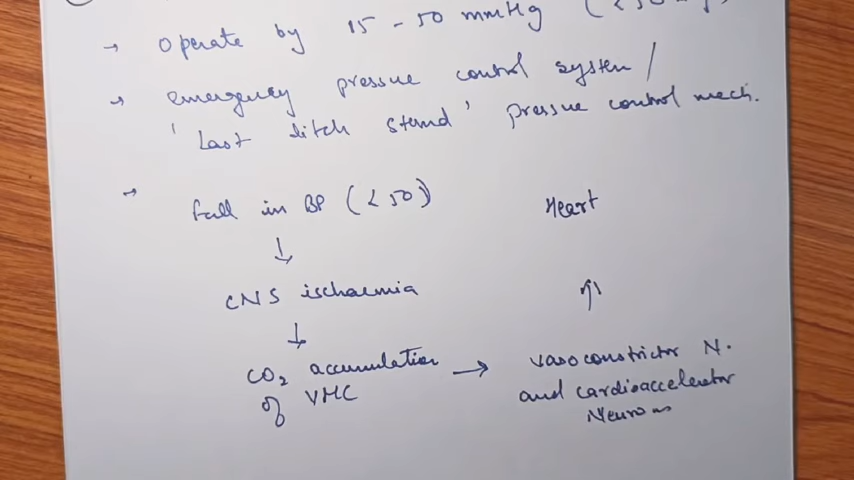 → operate by 15 - 50 mmHg (<50
→ emergency pressure control system /
'Last ditch stand' pressure control mech.
→ Fall in BP (<50)
↓
CNS ischaemia
↓
CO2 accumulation →
of VMC
Heart
↑
vasoconstrictor N.
and cardioaccelerator
Neurons